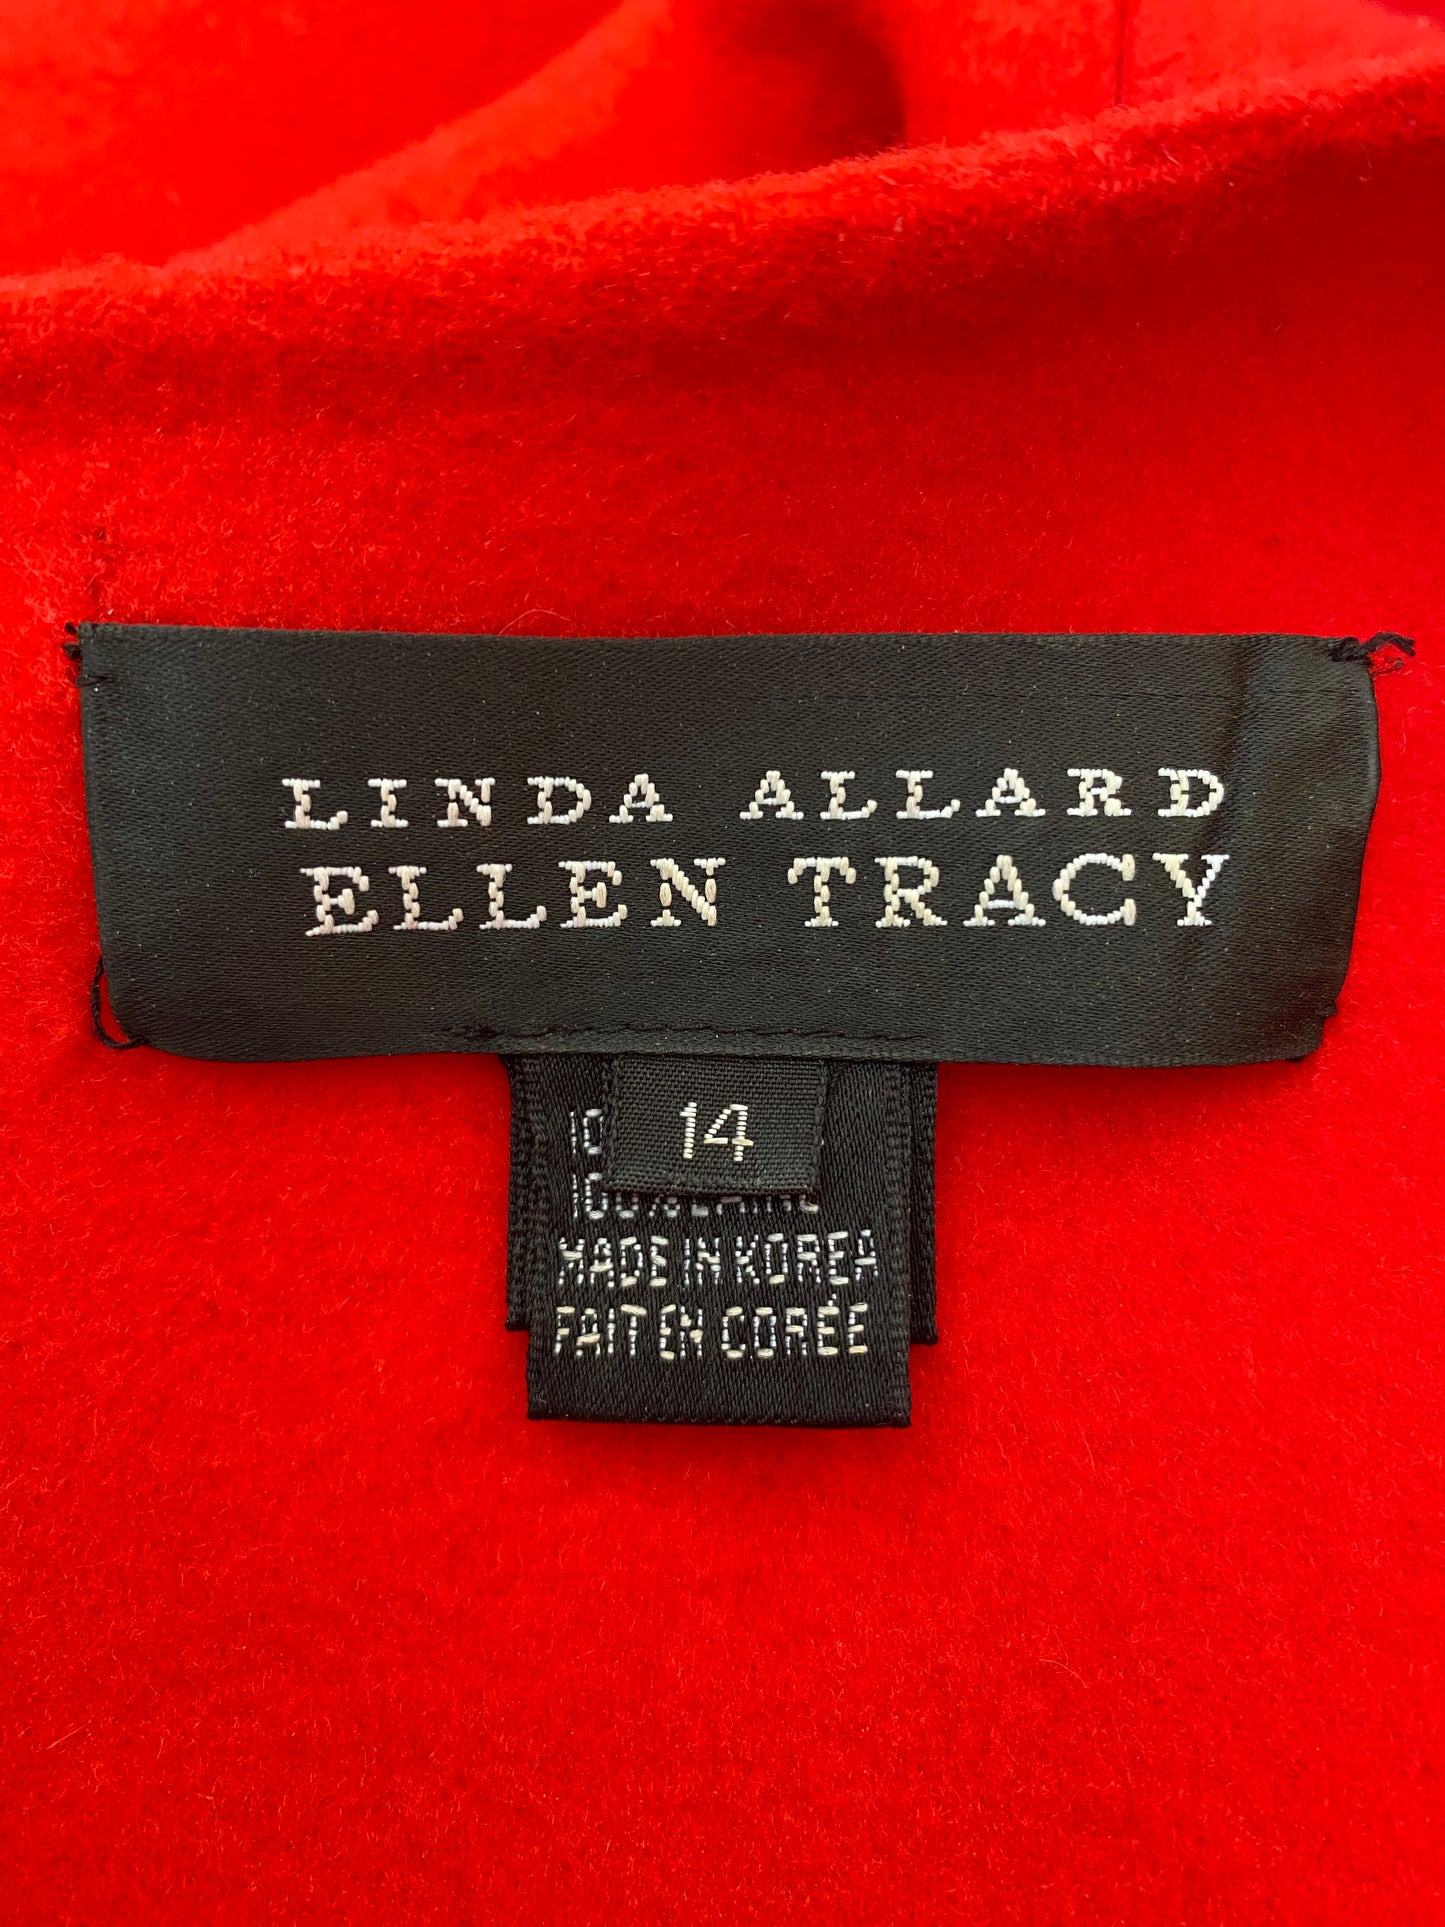 LINDA ALLARD
ELLEN TRACY
14
MADE IN KOREA
FAIT EN CORÉE